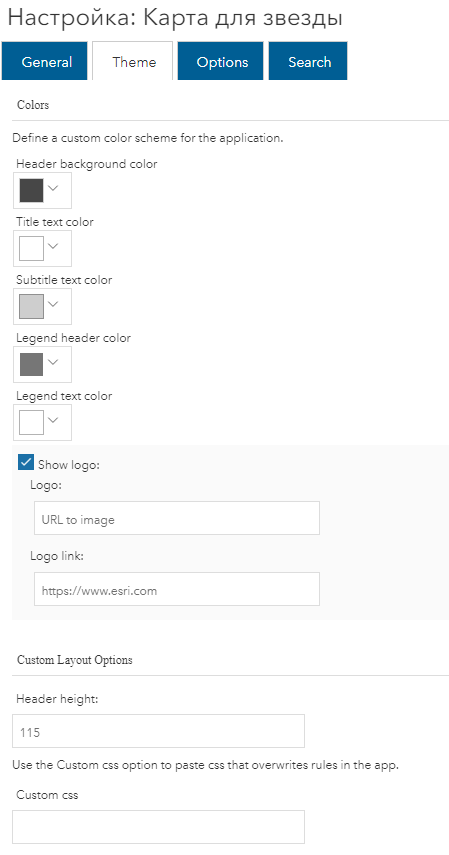 Настройка: Карта для звезды
General Theme Options Search
Colors
Define a custom color scheme for the application.
Header background color
Title text color
Subtitle text color
Legend header color
Legend text color
Show logo:
Logo:
URL to image
Logo link:
https://www.esri.com
Custom Layout Options
Header height:
115
Use the Custom css option to paste css that overwrites rules in the app.
Custom css